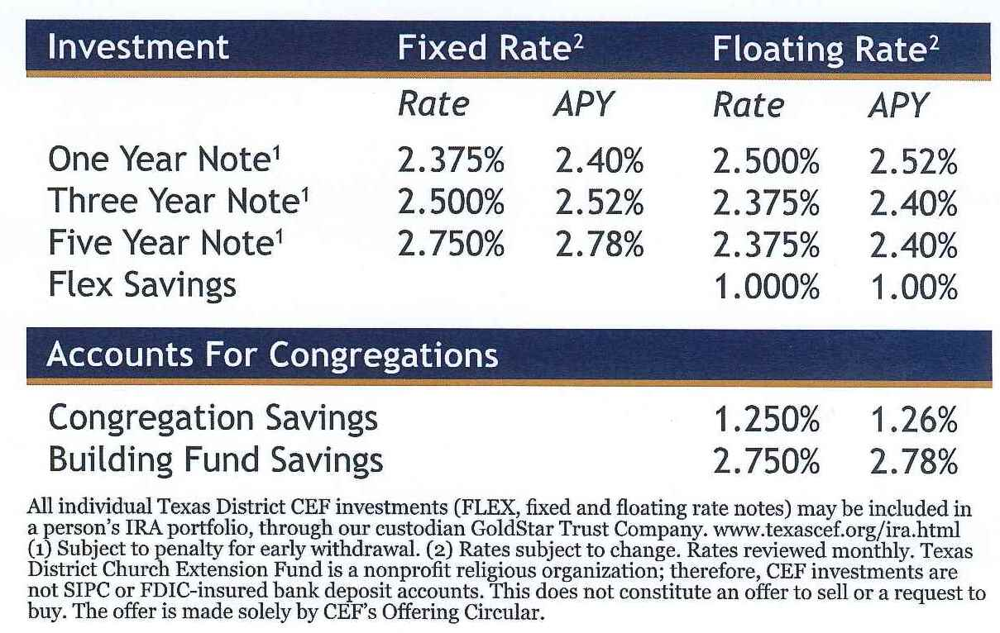 Investment Fixed Rate² Floating Rate²
Rate APY Rate APY
One Year Note¹ 2.375% 2.40% 2.500% 2.52%
Three Year Note¹ 2.500% 2.52% 2.375% 2.40%
Five Year Note¹ 2.750% 2.78% 2.375% 2.40%
Flex Savings 1.000% 1.00%
Accounts For Congregations
Congregation Savings 1.250% 1.26%
Building Fund Savings 2.750% 2.78%
All individual Texas District CEF investments (FLEX, fixed and floating rate notes) may be included in
a person's IRA portfolio, through our custodian GoldStar Trust Company. www.texascef.org/ira.html
(1) Subject to penalty for early withdrawal. (2) Rates subject to change. Rates reviewed monthly. Texas
District Church Extension Fund is a nonprofit religious organization; therefore, CEF investments are
not SIPC or FDIC-insured bank deposit accounts. This does not constitute an offer to sell or a request to
buy. The offer is made solely by CEF's Offering Circular.